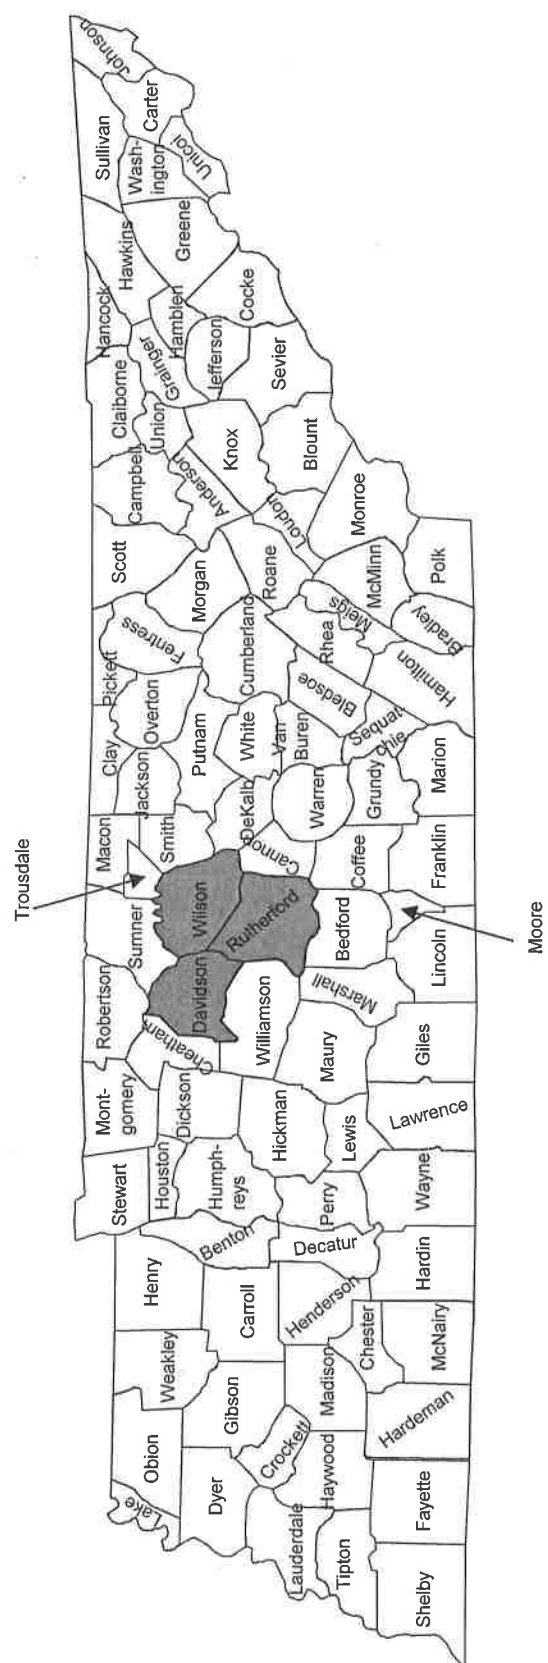 Lake
Obion
Weakley
Henry
Stewart
Mont-
gomery
Robertson
Sumner
Trousdale
Macon
Clay
Pickett
Scott
Campbell
Claiborne
Hancock
Hawkins
Sullivan
Johnson
Carter
Wash-
ington
Unicoi
Greene
Hamblen
Grainger
Union
Cocke
Jefferson
Sevier
Knox
Anderson
Blount
Loudon
Monroe
Roane
Morgan
Fentress
Overton
Jackson
Smith
Putnam
Cumberland
White
Van
Buren
DeKalb
Wilson
Davidson
Cheatham
Dickson
Houston
Humph-
reys
Benton
Carroll
Gibson
Dyer
Crockett
Lauderdale
Haywood
Madison
Henderson
Decatur
Perry
Hickman
Lewis
Maury
Williamson
Rutherford
Cannon
Warren
Coffee
Bedford
Marshall
Grundy
Sequat-
chie
Bledsoe
Rhea
Meigs
McMinn
Polk
Bradley
Hamilton
Marion
Franklin
Moore
Lincoln
Giles
Lawrence
Wayne
Hardin
Chester
McNairy
Hardeman
Fayette
Tipton
Shelby